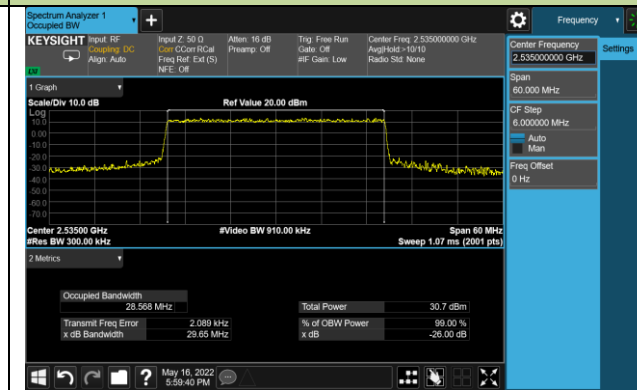 Spectrum Analyzer 1
Occupied BW
Frequency
KEYSIGHT
Input: RF
Coupling: DC
Align: Auto
Input Z: 50 Ω
Corr CCorr RCal
Freq Ref: Ext (S)
NFE: Off
Atten: 16 dB
Preamp: Off
Trig: Free Run
Gate: Off
#IF Gain: Low
Center Freq: 2.535000000 GHz
Avg|Hold:>10/10
Radio Std: None
1 Graph
Scale/Div 10.0 dB
Ref Value 20.00 dBm
Log
10.0
0.00
-10.0
-20.0
-30.0
-40.0
-50.0
-60.0
-70.0
Center 2.53500 GHz
#Video BW 910.00 kHz
Span 60 MHz
#Res BW 300.00 kHz
Sweep 1.07 ms (2001 pts)
2 Metrics
Occupied Bandwidth
28.568 MHz
Total Power 30.7 dBm
Transmit Freq Error 2.089 kHz
% of OBW Power 99.00 %
x dB Bandwidth 29.65 MHz
x dB -26.00 dB
May 16, 2022
5:59:40 PM
Center Frequency
2.535000000 GHz
Settings
Span
60.000 MHz
CF Step
6.000000 MHz
Auto
Man
Freq Offset
0 Hz